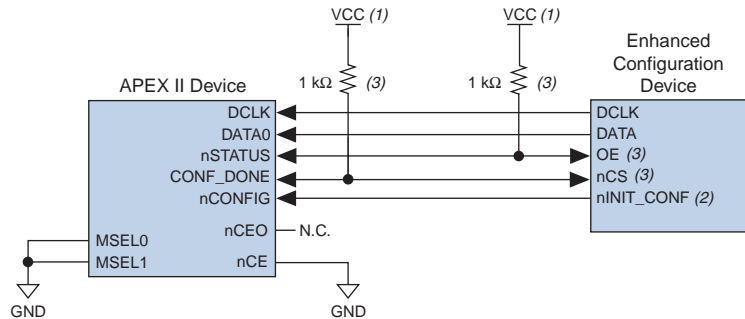 VCC (1)
VCC (1)
Enhanced
Configuration
Device
1 kΩ
(3)
1 kΩ
(3)
APEX II Device
DCLK
DATA0
nSTATUS
CONF_DONE
nCONFIG
nCEO
N.C.
nCE
MSEL0
MSEL1
DCLK
DATA
OE (3)
nCS (3)
nINIT_CONF (2)
GND
GND